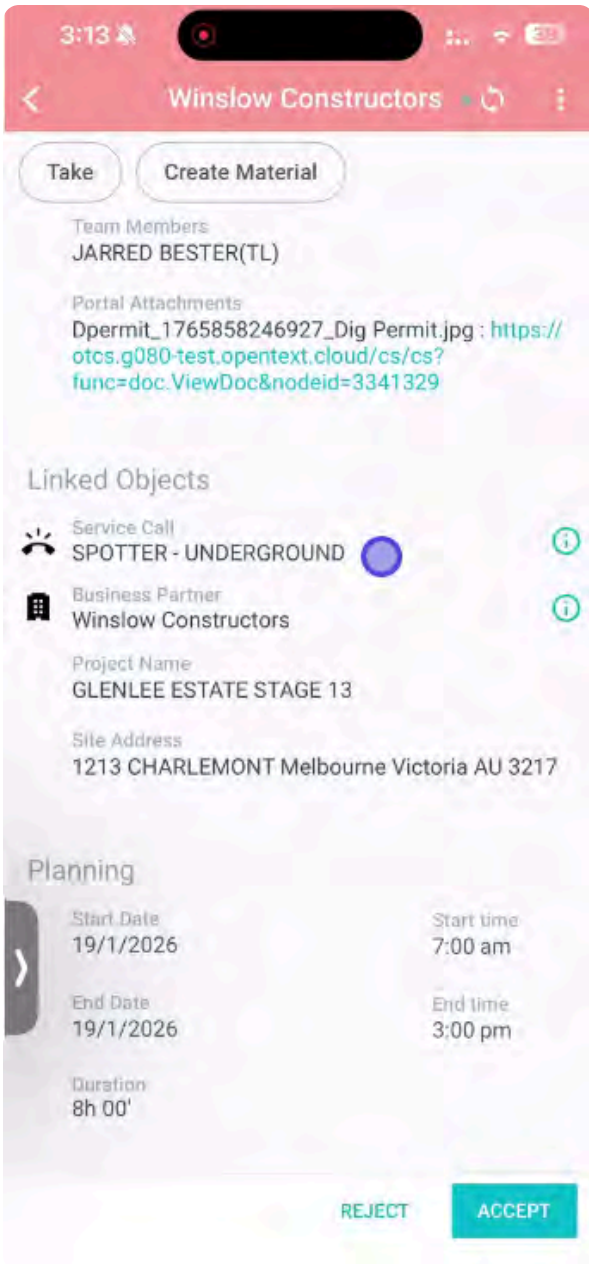 3:13
Winslow Constructors
Take
Create Material
Team Members
JARRED BESTER(TL)
Portal Attachments
Dpermit_1765858246927_Dig Permit.jpg : https://
otcs.g080-test.opentext.cloud/cs/cs?
func=doc.ViewDoc&nodeid=3341329
Linked Objects
Service Call
SPOTTER - UNDERGROUND
Business Partner
Winslow Constructors
Project Name
GLENLEE ESTATE STAGE 13
Site Address
1213 CHARLEMONT Melbourne Victoria AU 3217
Planning
Start Date
Start time
19/1/2026
7:00 am
End Date
End time
19/1/2026
3:00 pm
Duration
8h 00'
REJECT
ACCEPT